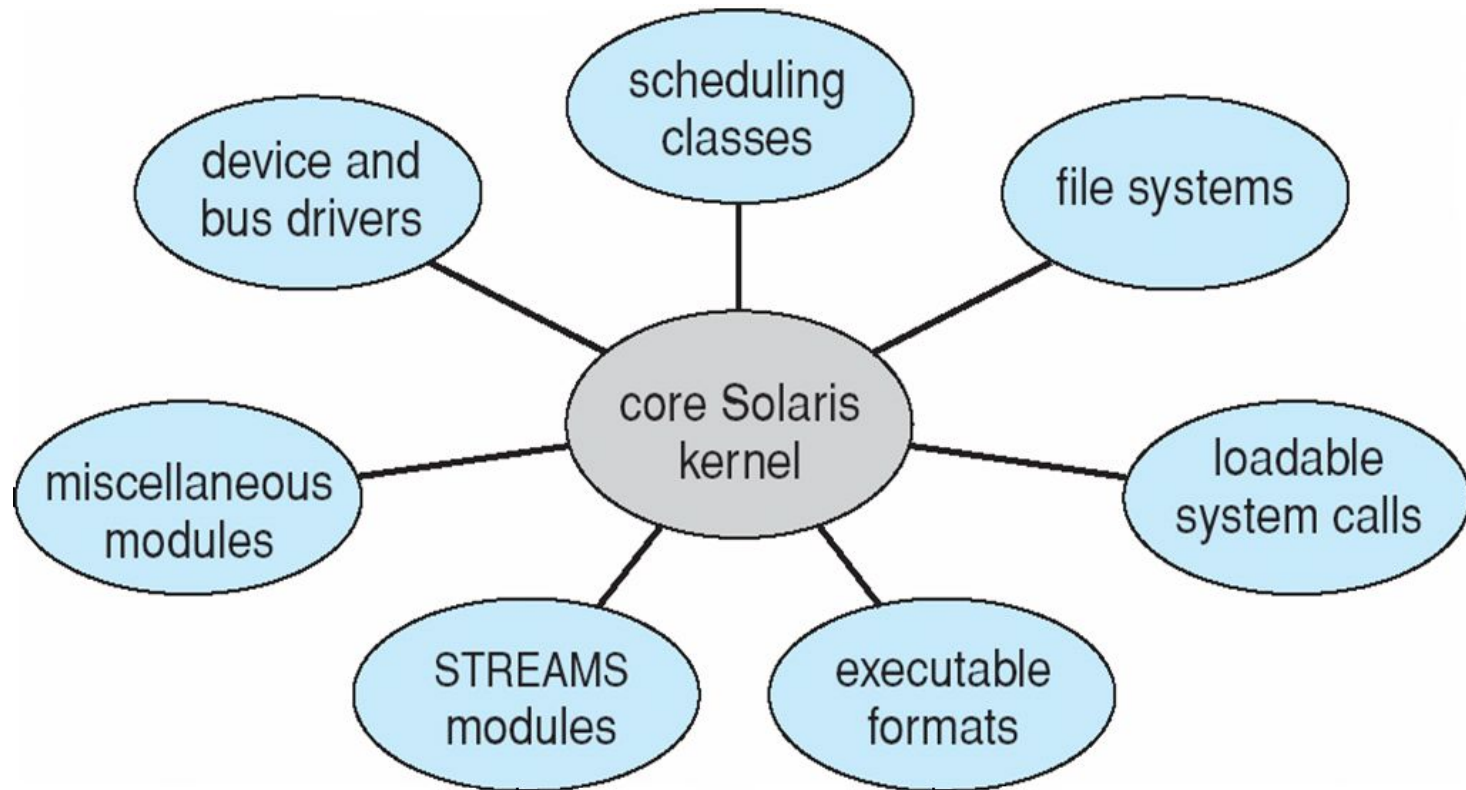 scheduling
classes
device and
bus drivers
file systems
core Solaris
kernel
loadable
system calls
miscellaneous
modules
STREAMS
modules
executable
formats